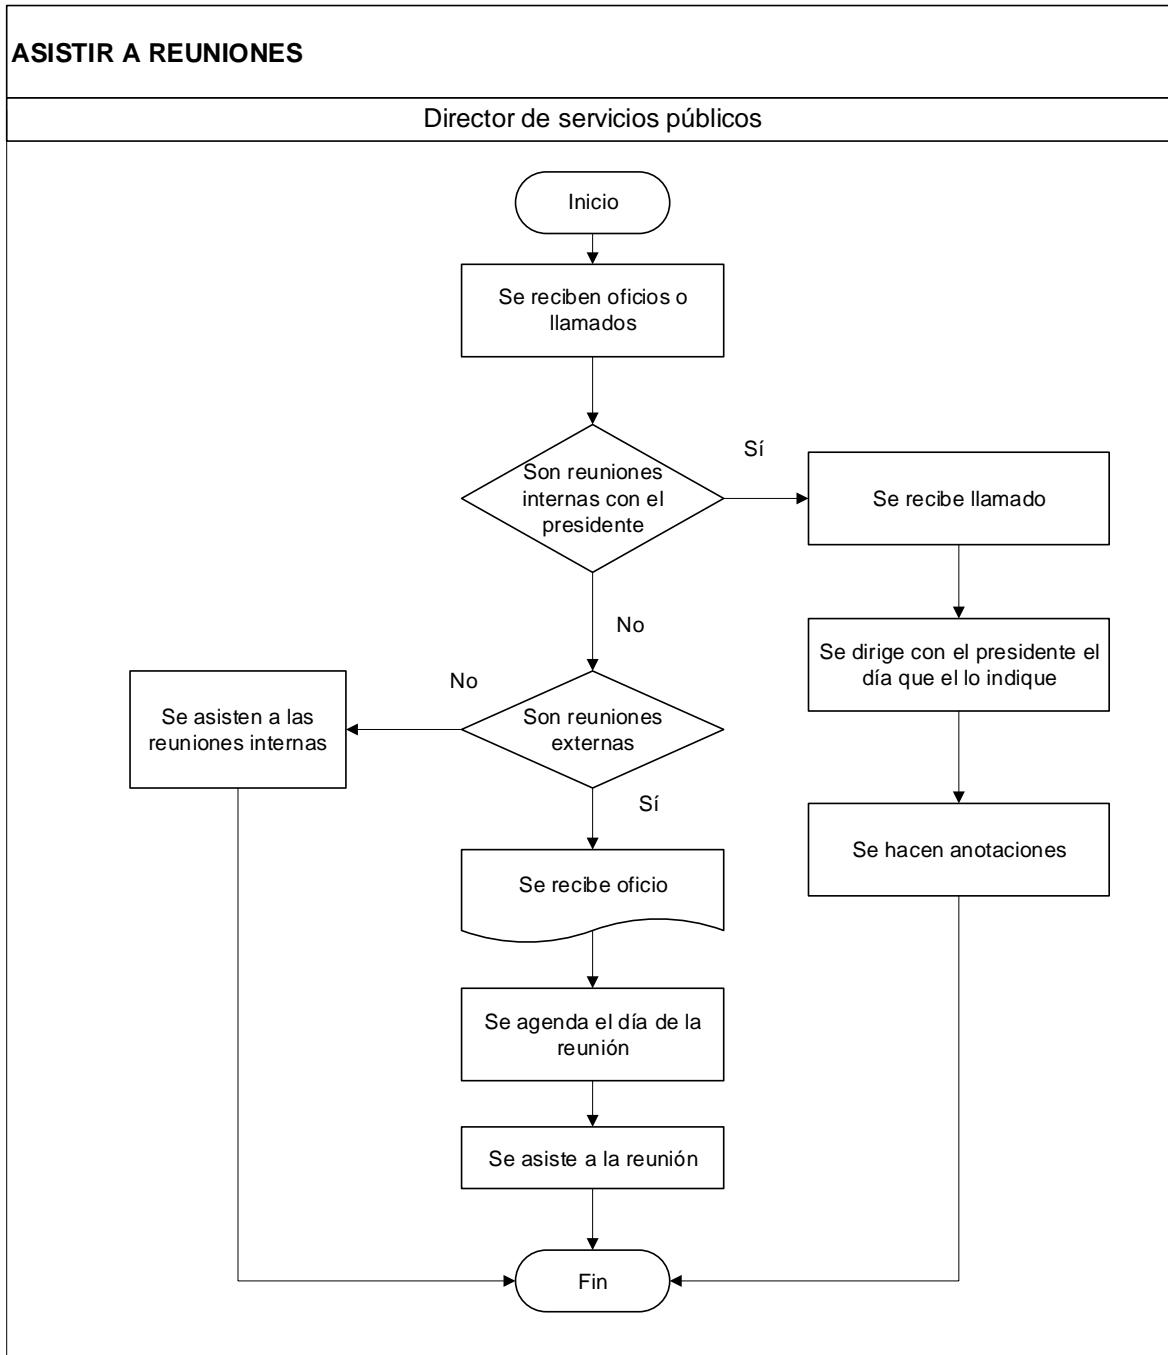 ASISTIR A REUNIONES
Director de servicios públicos
Inicio
Se reciben oficios o
llamados
Son reuniones
internas con el
presidente
Sí
Se recibe llamado
No
Se dirige con el presidente el
día que el lo indique
Se asisten a las
reuniones internas
No
Son reuniones
externas
Sí
Se hacen anotaciones
Se recibe oficio
Se agenda el día de la
reunión
Se asiste a la reunión
Fin